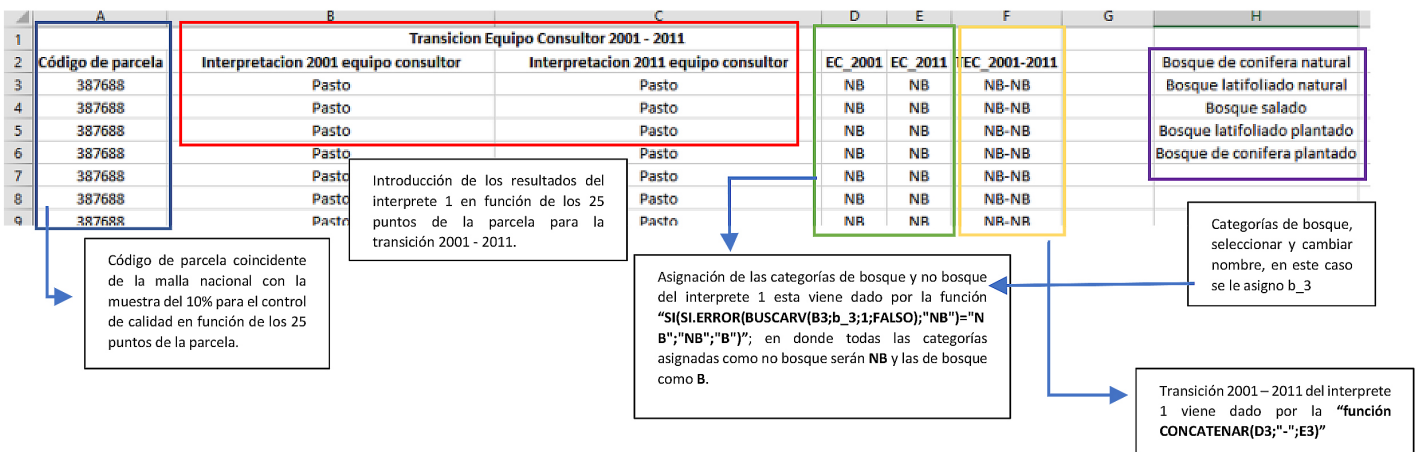 A B C D E F G H
1 Transicion Equipo Consultor 2001 - 2011
2 Código de parcela Interpretacion 2001 equipo consultor Interpretacion 2011 equipo consultor EC_2001 EC_2011 TEC_2001-2011 Bosque de conifera natural
3 387688 Pasto Pasto NB NB NB-NB Bosque latifoliado natural
4 387688 Pasto Pasto NB NB NB-NB Bosque salado
5 387688 Pasto Pasto NB NB NB-NB Bosque latifoliado plantado
6 387688 Pasto Pasto NB NB NB-NB Bosque de conifera plantado
7 387688 Pasto Pasto NB NB NB-NB
8 387688 Pasto Pasto NB NB NB-NB
9 387688 Pasto Pasto NB NB NB-NB
Introducción de los resultados del
interprete 1 en función de los 25
puntos de la parcela para la
transición 2001 - 2011.
Categorías de bosque,
seleccionar y cambiar
nombre, en este caso
se le asigno b_3
Código de parcela coincidente
de la malla nacional con la
muestra del 10% para el control
de calidad en función de los 25
puntos de la parcela.
Asignación de las categorías de bosque y no bosque
del interprete 1 esta viene dado por la función
“SI(SI.ERROR(BUSCARV(B3;b_3;1;FALSO);"NB")="N
B";"NB";"B")”; en donde todas las categorías
asignadas como no bosque serán NB y las de bosque
como B.
Transición 2001 – 2011 del interprete
1 viene dado por la “función
CONCATENAR(D3;"-";E3)”